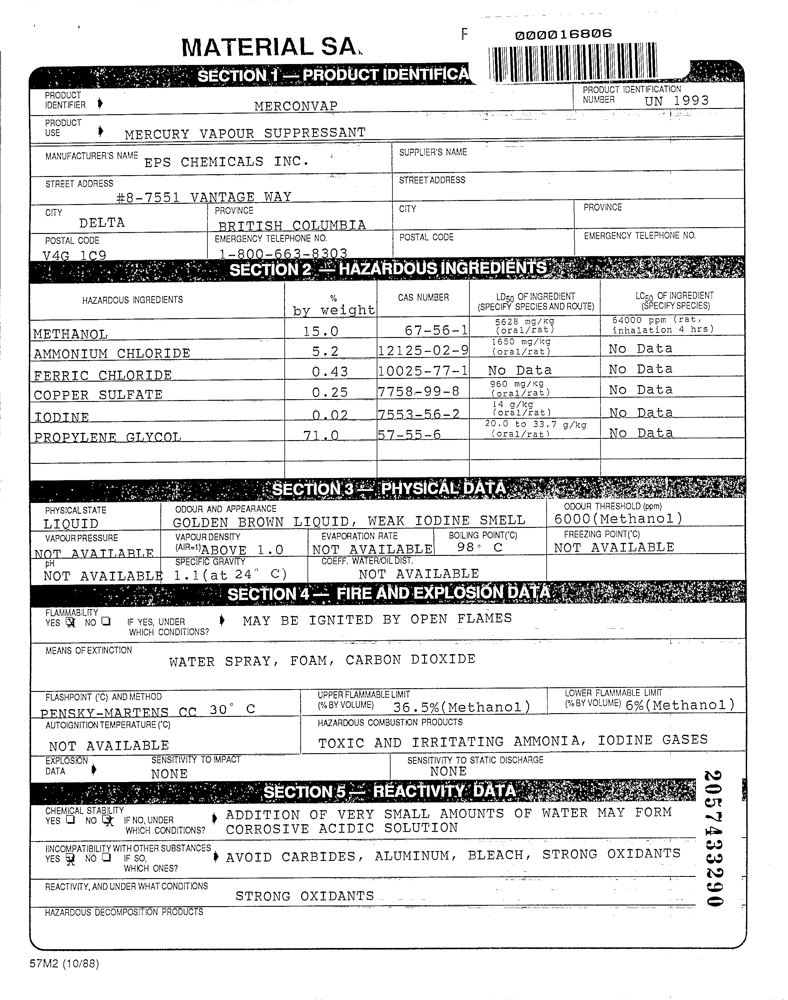 MATERIAL SA
F
000016806
SECTION 1 — PRODUCT IDENTIFICA
PRODUCT IDENTIFIER MERCONVAP
PRODUCT IDENTIFICATION NUMBER UN 1993
PRODUCT USE MERCURY VAPOUR SUPPRESSANT
MANUFACTURER'S NAME EPS CHEMICALS INC.
SUPPLIER'S NAME
STREET ADDRESS
#8-7551 VANTAGE WAY
STREET ADDRESS
CITY
DELTA
PROVINCE
BRITISH COLUMBIA
CITY
PROVINCE
POSTAL CODE
V4G 1C9
EMERGENCY TELEPHONE NO.
1-800-663-8303
POSTAL CODE
EMERGENCY TELEPHONE NO.
SECTION 2 — HAZARDOUS INGREDIENTS
HAZARDOUS INGREDIENTS % by weight CAS NUMBER LD50 OF INGREDIENT (SPECIFY SPECIES AND ROUTE) LC50 OF INGREDIENT (SPECIFY SPECIES)
METHANOL 15.0 67-56-1 5628 mg/kg (oral/rat) 64000 ppm (rat, inhalation 4 hrs)
AMMONIUM CHLORIDE 5.2 12125-02-9 1650 mg/kg (oral/rat) No Data
FERRIC CHLORIDE 0.43 10025-77-1 No Data No Data
COPPER SULFATE 0.25 7758-99-8 960 mg/kg (oral/rat) No Data
IODINE 0.02 7553-56-2 14 g/kg (oral/rat) No Data
PROPYLENE GLYCOL 71.0 57-55-6 20.0 to 33.7 g/kg (oral/rat) No Data
SECTION 3 — PHYSICAL DATA
PHYSICAL STATE
LIQUID
ODOUR AND APPEARANCE
GOLDEN BROWN LIQUID, WEAK IODINE SMELL
ODOUR THRESHOLD (ppm)
6000(Methanol)
VAPOUR PRESSURE
NOT AVAILABLE
VAPOUR DENSITY
(AIR=1) ABOVE 1.0
EVAPORATION RATE
NOT AVAILABLE
BOILING POINT(°C)
98° C
FREEZING POINT(°C)
NOT AVAILABLE
pH
NOT AVAILABLE
SPECIFIC GRAVITY
1.1(at 24° C)
COEFF. WATER/OIL DIST.
NOT AVAILABLE
SECTION 4 — FIRE AND EXPLOSION DATA
FLAMMABILITY
YES NO IF YES, UNDER WHICH CONDITIONS? MAY BE IGNITED BY OPEN FLAMES
MEANS OF EXTINCTION
WATER SPRAY, FOAM, CARBON DIOXIDE
FLASHPOINT (°C) AND METHOD
PENSKY-MARTENS CC 30° C
UPPER FLAMMABLE LIMIT
(% BY VOLUME) 36.5%(Methanol)
LOWER FLAMMABLE LIMIT
(% BY VOLUME) 6%(Methanol)
AUTOIGNITION TEMPERATURE (°C)
NOT AVAILABLE
HAZARDOUS COMBUSTION PRODUCTS
TOXIC AND IRRITATING AMMONIA, IODINE GASES
EXPLOSION DATA
SENSITIVITY TO IMPACT
NONE
SENSITIVITY TO STATIC DISCHARGE
NONE
SECTION 5 — REACTIVITY DATA
CHEMICAL STABILITY
YES NO IF NO, UNDER WHICH CONDITIONS? ADDITION OF VERY SMALL AMOUNTS OF WATER MAY FORM
CORROSIVE ACIDIC SOLUTION
IINCOMPATIBILITY WITH OTHER SUBSTANCES
YES NO IF SO, WHICH ONES? AVOID CARBIDES, ALUMINUM, BLEACH, STRONG OXIDANTS
REACTIVITY, AND UNDER WHAT CONDITIONS
STRONG OXIDANTS
HAZARDOUS DECOMPOSITION PRODUCTS
2057433290
57M2 (10/88)